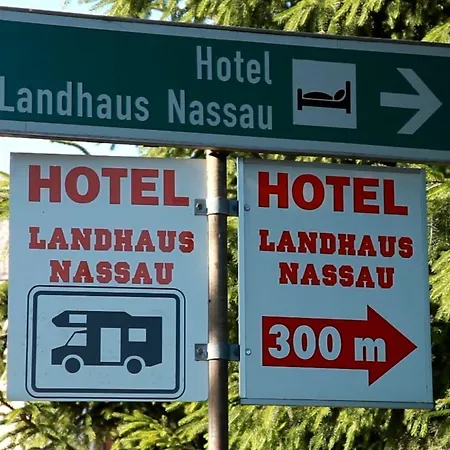 Hotel
Landhaus Nassau
HOTEL
LANDHAUS
NASSAU
HOTEL
LANDHAUS
NASSAU
300 m